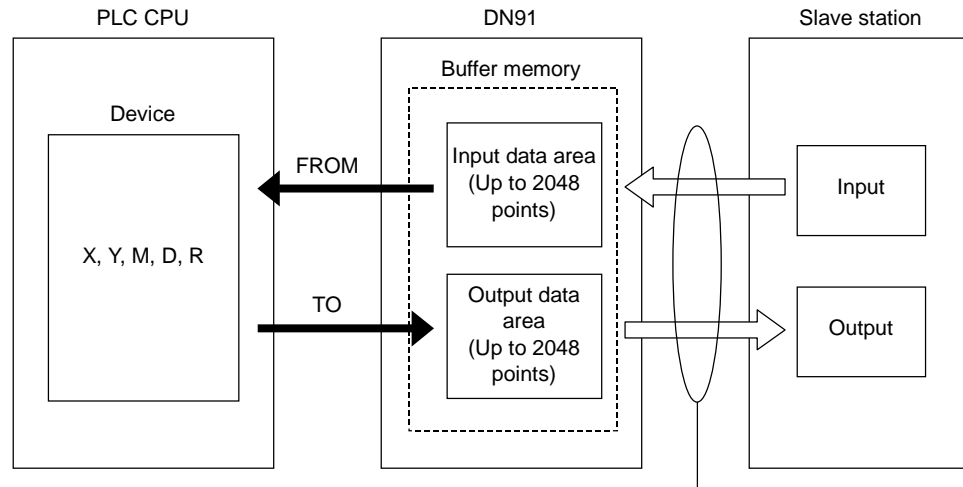 PLC CPU
DN91
Slave station
Buffer memory
Device
FROM
Input data area
(Up to 2048
points)
Input
X, Y, M, D, R
TO
Output data
area
(Up to 2048
points)
Output